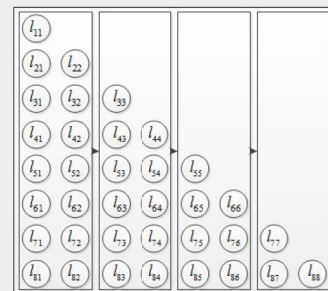 l₁₁
l₂₁ l₂₂
l₃₁ l₃₂ l₃₃
l₄₁ l₄₂ l₄₃ l₄₄
l₅₁ l₅₂ l₅₃ l₅₄ l₅₅
l₆₁ l₆₂ l₆₃ l₆₄ l₆₅ l₆₆
l₇₁ l₇₂ l₇₃ l₇₄ l₇₅ l₇₆ l₇₇
l₈₁ l₈₂ l₈₃ l₈₄ l₈₅ l₈₆ l₈₇ l₈₈